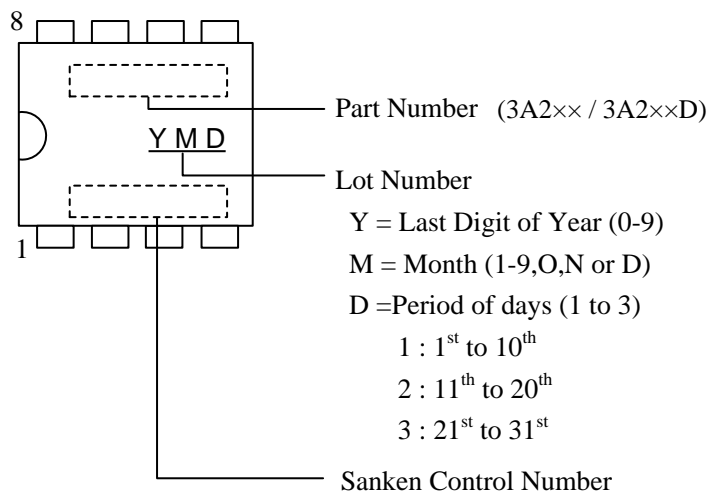 8
Part Number (3A2×× / 3A2××D)
Y M D
Lot Number
1
Y = Last Digit of Year (0-9)
M = Month (1-9,O,N or D)
D =Period of days (1 to 3)
1 : 1st to 10th
2 : 11th to 20th
3 : 21st to 31st
Sanken Control Number